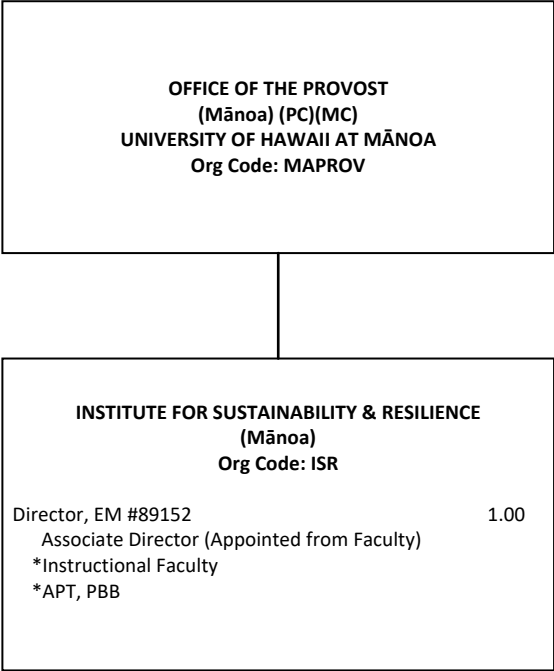 OFFICE OF THE PROVOST
(Mānoa) (PC)(MC)
UNIVERSITY OF HAWAII AT MĀNOA
Org Code: MAPROV
INSTITUTE FOR SUSTAINABILITY & RESILIENCE
(Mānoa)
Org Code: ISR
Director, EM #89152 1.00
Associate Director (Appointed from Faculty)
*Instructional Faculty
*APT, PBB